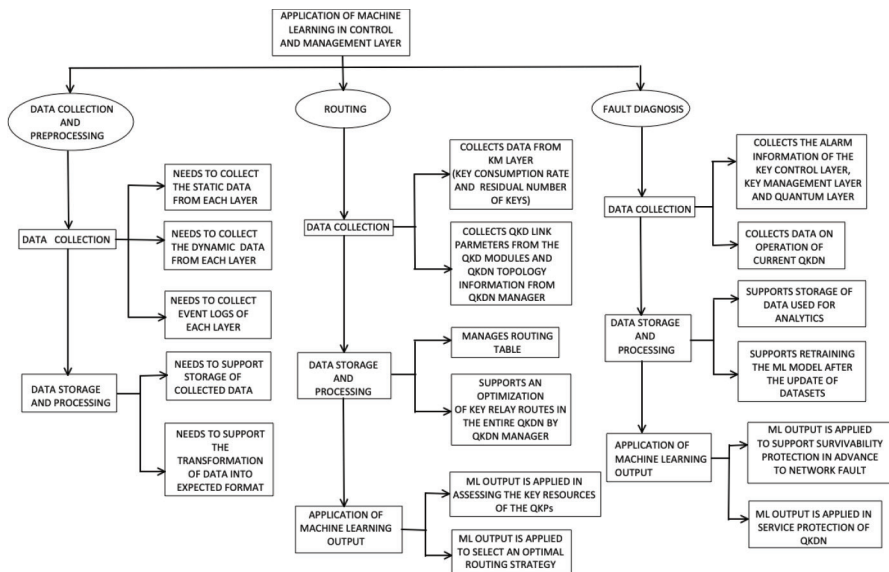 APPLICATION OF MACHINE
LEARNING IN CONTROL
AND MANAGEMENT LAYER
DATA COLLECTION
AND
PREPROCESSING
NEEDS TO COLLECT
THE STATIC DATA
FROM EACH LAYER
DATA COLLECTION
NEEDS TO COLLECT
THE DYNAMIC DATA
FROM EACH LAYER
NEEDS TO COLLECT
EVENT LOGS OF
EACH LAYER
DATA STORAGE
AND PROCESSING
NEEDS TO SUPPORT
STORAGE OF
COLLECTED DATA
NEEDS TO SUPPORT
THE
TRANSFORMATION
OF DATA INTO
EXPECTED FORMAT
ROUTING
COLLECTS DATA FROM
KM LAYER
(KEY CONSUMPTION RATE
AND RESIDUAL NUMBER
OF KEYS)
DATA COLLECTION
COLLECTS QKD LINK
PARMETERS FROM THE
QKD MODULES AND
QKDN TOPOLOGY
INFORMATION FROM
QKDN MANAGER
MANAGES ROUTING
TABLE
DATA STORAGE
AND
PROCESSING
SUPPORTS AN
OPTIMIZATION
OF KEY RELAY ROUTES IN
THE ENTIRE QKDN BY
QKDN MANAGER
ML OUTPUT IS APPLIED IN
ASSESSING THE KEY RESOURCES
OF THE QKPs
APPLICATION OF
MACHINE LEARNING
OUTPUT
ML OUTPUT IS APPLIED
TO SELECT AN OPTIMAL
ROUTING STRATEGY
FAULT DIAGNOSIS
COLLECTS THE ALARM
INFORMATION OF THE
KEY CONTROL LAYER,
KEY MANAGEMENT LAYER
AND QUANTUM LAYER
DATA COLLECTION
COLLECTS DATA ON
OPERATION OF
CURRENT QKDN
SUPPORTS STORAGE OF
DATA USED FOR
ANALYTICS
DATA STORAGE AND
PROCESSING
SUPPORTS RETRAINING
THE ML MODEL AFTER
THE UPDATE OF
DATASETS
APPLICATION OF
MACHINE LEARNING
OUTPUT
ML OUTPUT IS APPLIED
TO SUPPORT SURVIVABILITY
PROTECTION IN ADVANCE
TO NETWORK FAULT
ML OUTPUT IS APPLIED IN
SERVICE PROTECTION OF
QKDN